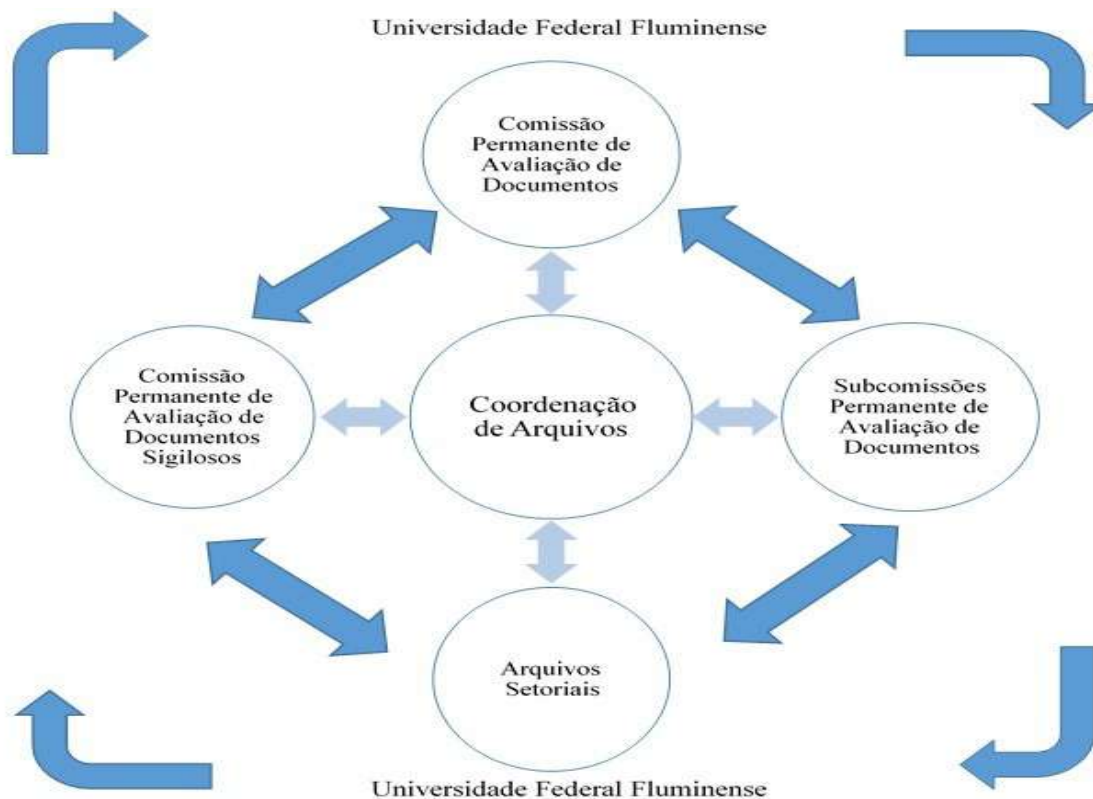 Universidade Federal Fluminense
Comissão
Permanente de
Avaliação de
Documentos
Comissão
Permanente de
Avaliação de
Documentos
Sigilosos
Coordenação
de Arquivos
Subcomissões
Permanente de
Avaliação de
Documentos
Arquivos
Setoriais
Universidade Federal Fluminense